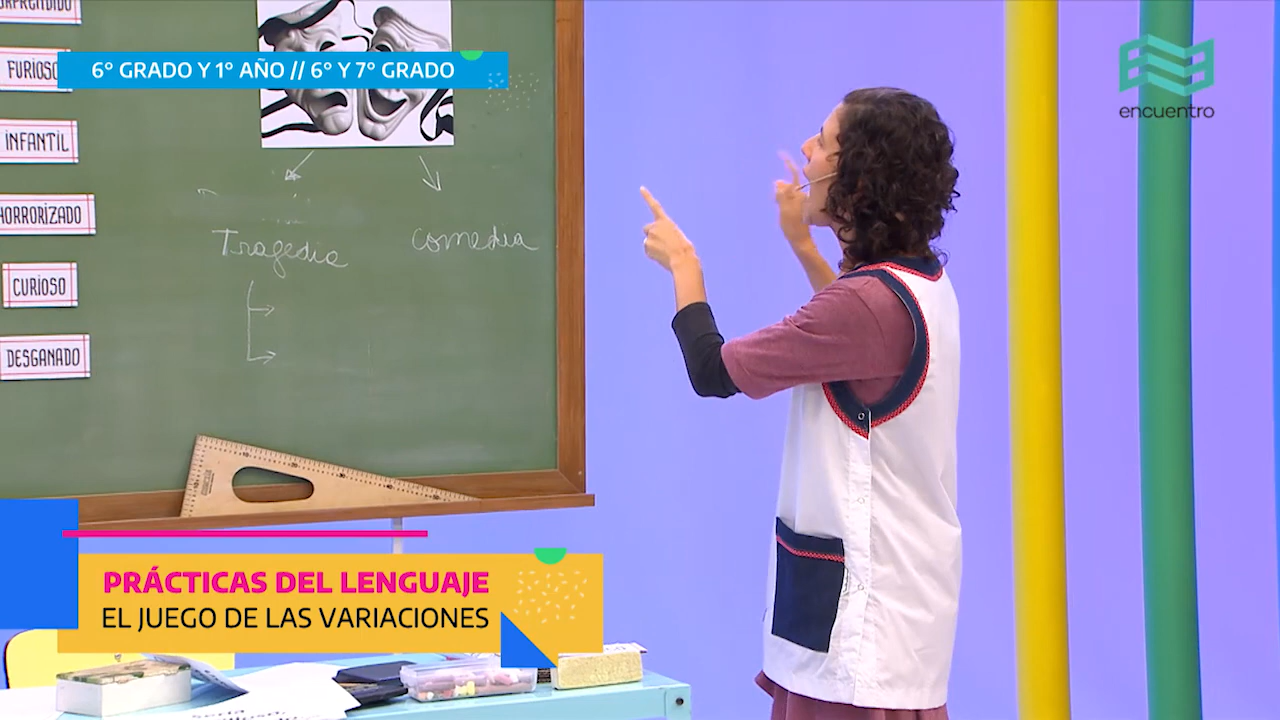 SORPRENDIDO
FURIOSO
INFANTIL
HORRORIZADO
CURIOSO
DESGANADO
6° GRADO Y 1° AÑO // 6° Y 7° GRADO
encuentro
Tragedia
comedia
PRÁCTICAS DEL LENGUAJE
EL JUEGO DE LAS VARIACIONES